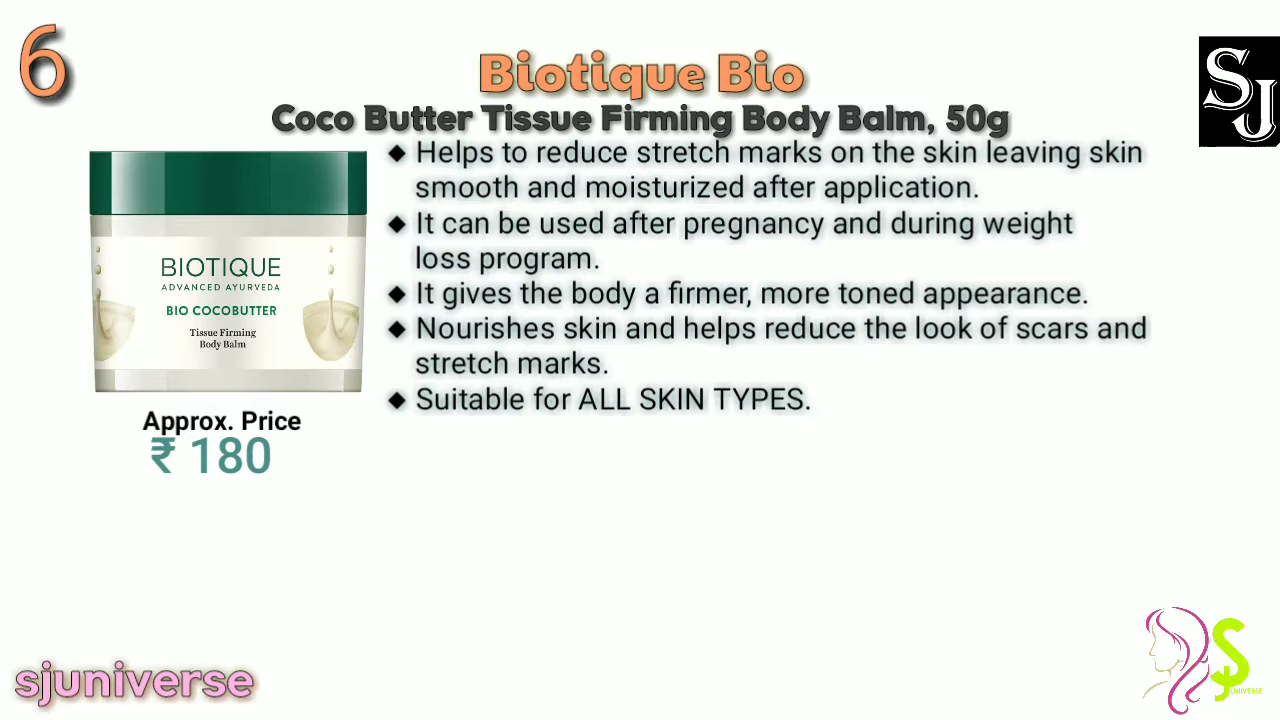 6
Biotique Bio
Coco Butter Tissue Firming Body Balm, 50g
SJ
◆ Helps to reduce stretch marks on the skin leaving skin
smooth and moisturized after application.
◆ It can be used after pregnancy and during weight
loss program.
◆ It gives the body a firmer, more toned appearance.
◆ Nourishes skin and helps reduce the look of scars and
stretch marks.
◆ Suitable for ALL SKIN TYPES.
BIOTIQUE
ADVANCED AYURVEDA
BIO COCOBUTTER
Tissue Firming
Body Balm
Approx. Price
₹ 180
sjuniverse
SJ
UNIVERSE